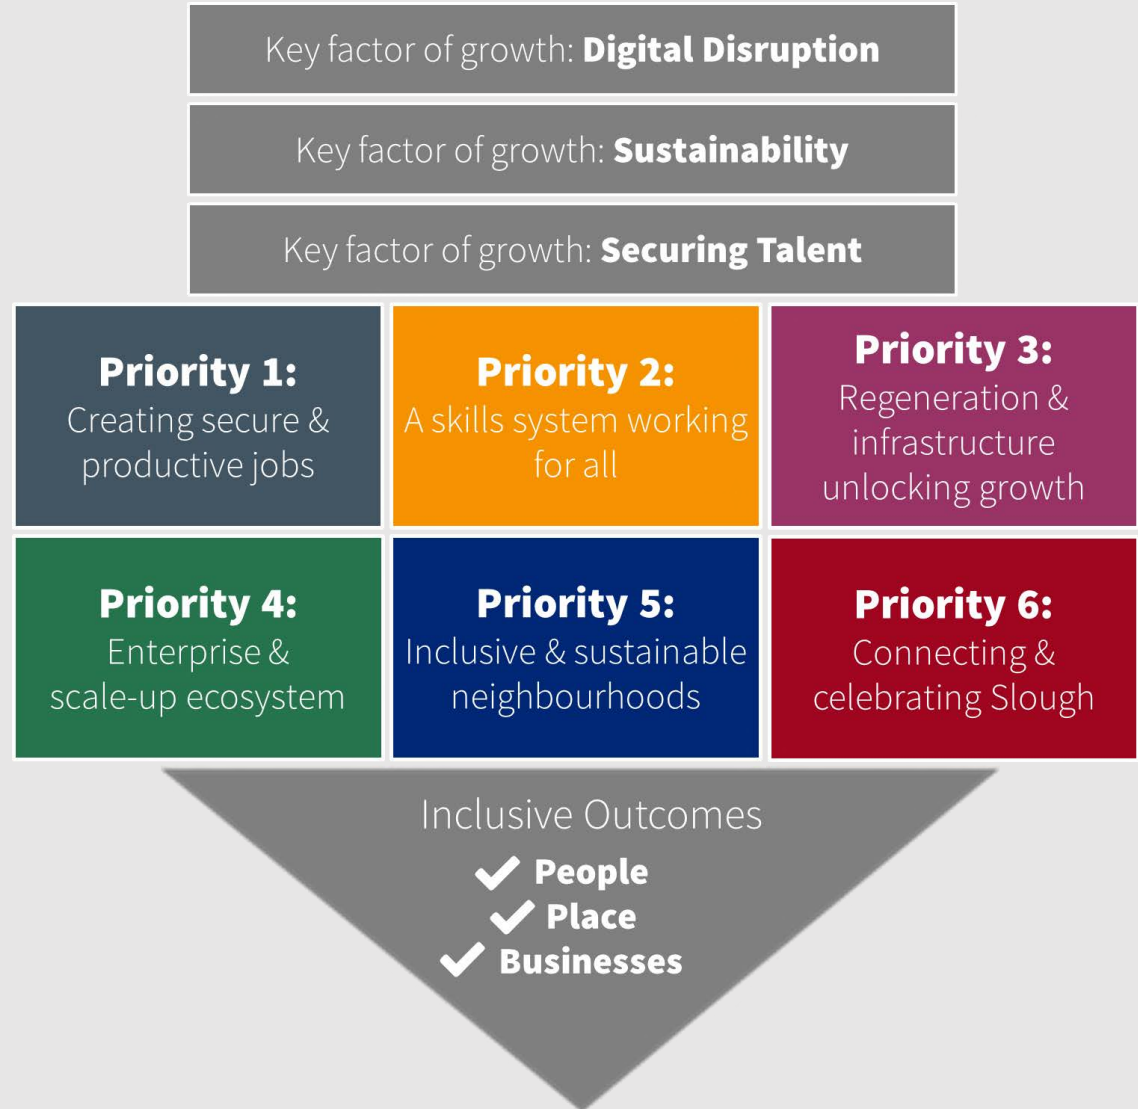 Key factor of growth: Digital Disruption
Key factor of growth: Sustainability
Key factor of growth: Securing Talent
Priority 1:
Creating secure &
productive jobs
Priority 2:
A skills system working
for all
Priority 3:
Regeneration &
infrastructure
unlocking growth
Priority 4:
Enterprise &
scale-up ecosystem
Priority 5:
Inclusive & sustainable
neighbourhoods
Priority 6:
Connecting &
celebrating Slough
Inclusive Outcomes
✔ People
✔ Place
✔ Businesses